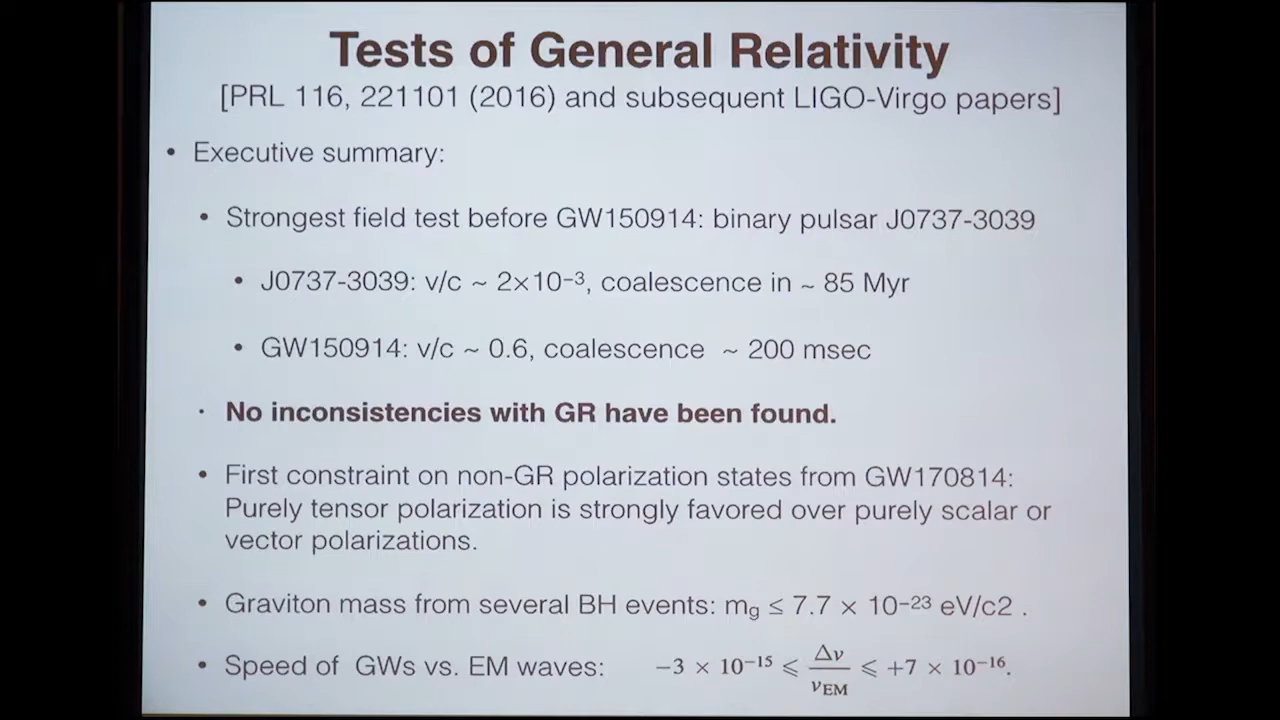 Tests of General Relativity
[PRL 116, 221101 (2016) and subsequent LIGO-Virgo papers]
• Executive summary:
• Strongest field test before GW150914: binary pulsar J0737-3039
• J0737-3039: v/c ~ 2×10⁻³, coalescence in ~ 85 Myr
• GW150914: v/c ~ 0.6, coalescence ~ 200 msec
• No inconsistencies with GR have been found.
• First constraint on non-GR polarization states from GW170814:
Purely tensor polarization is strongly favored over purely scalar or
vector polarizations.
• Graviton mass from several BH events: m_g ≤ 7.7 × 10⁻²³ eV/c2 .
• Speed of GWs vs. EM waves: −3 × 10⁻¹⁵ ⩽ Δν/ν_EM ⩽ +7 × 10⁻¹⁶.